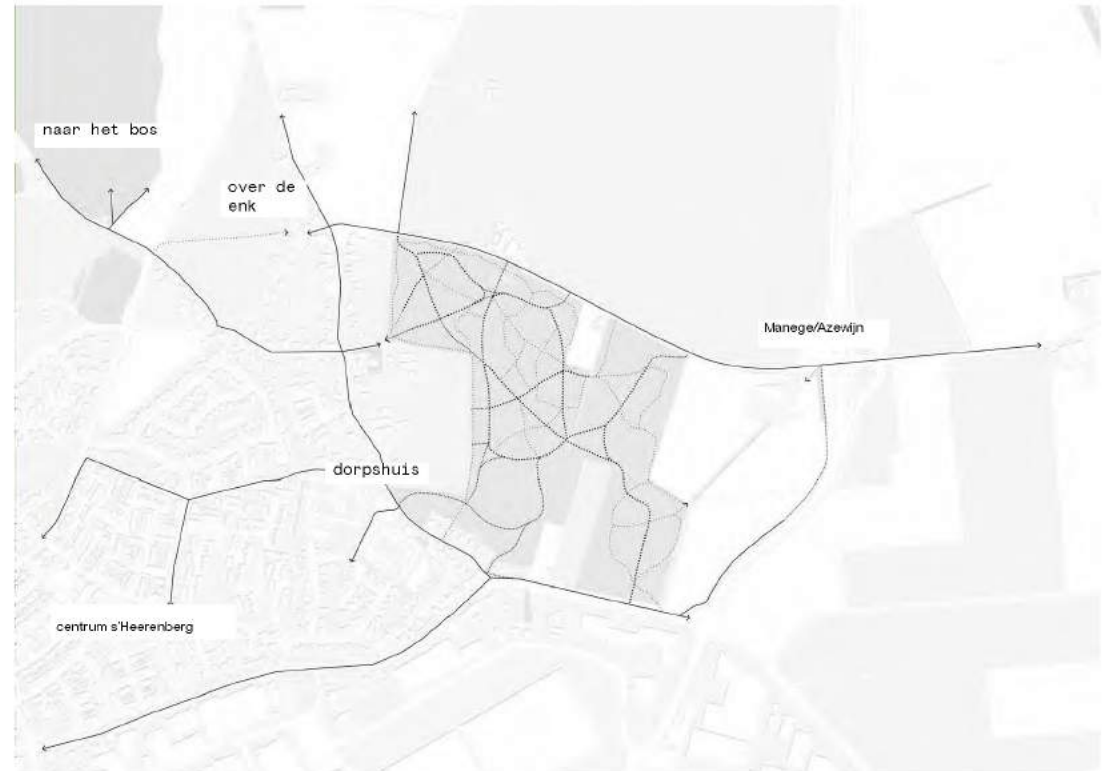 naar het bos
over de
enk
Manege/Azewijn
dorpshuis
centrum s'Heerenberg